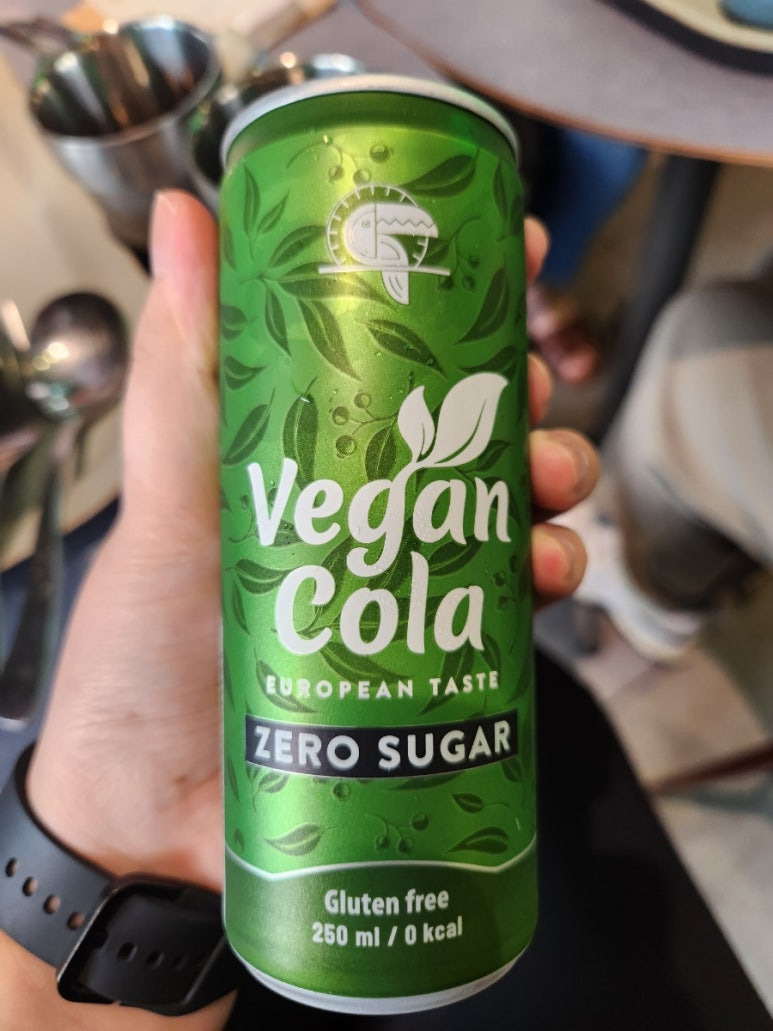 Vegan
Cola
EUROPEAN TASTE
ZERO SUGAR
Gluten free
250 ml / 0 kcal